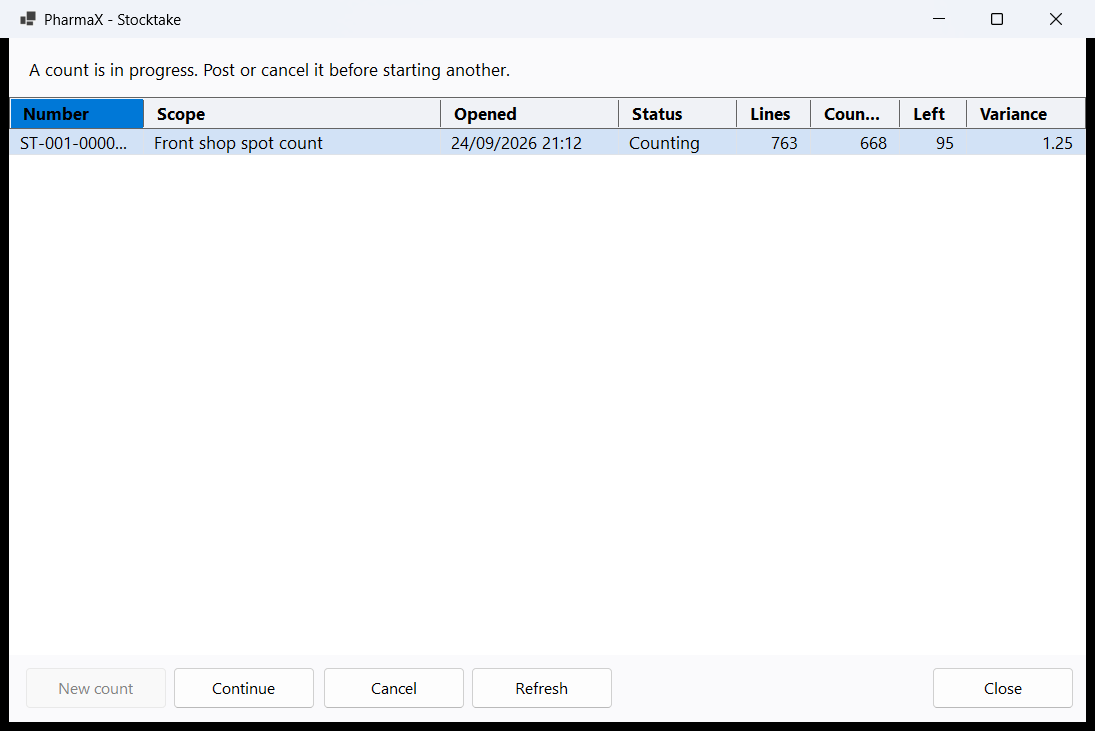 PharmaX - Stocktake
A count is in progress. Post or cancel it before starting another.
Number Scope Opened Status Lines Coun... Left Variance
ST-001-0000... Front shop spot count 24/09/2026 21:12 Counting 763 668 95 1.25
New count Continue Cancel Refresh Close